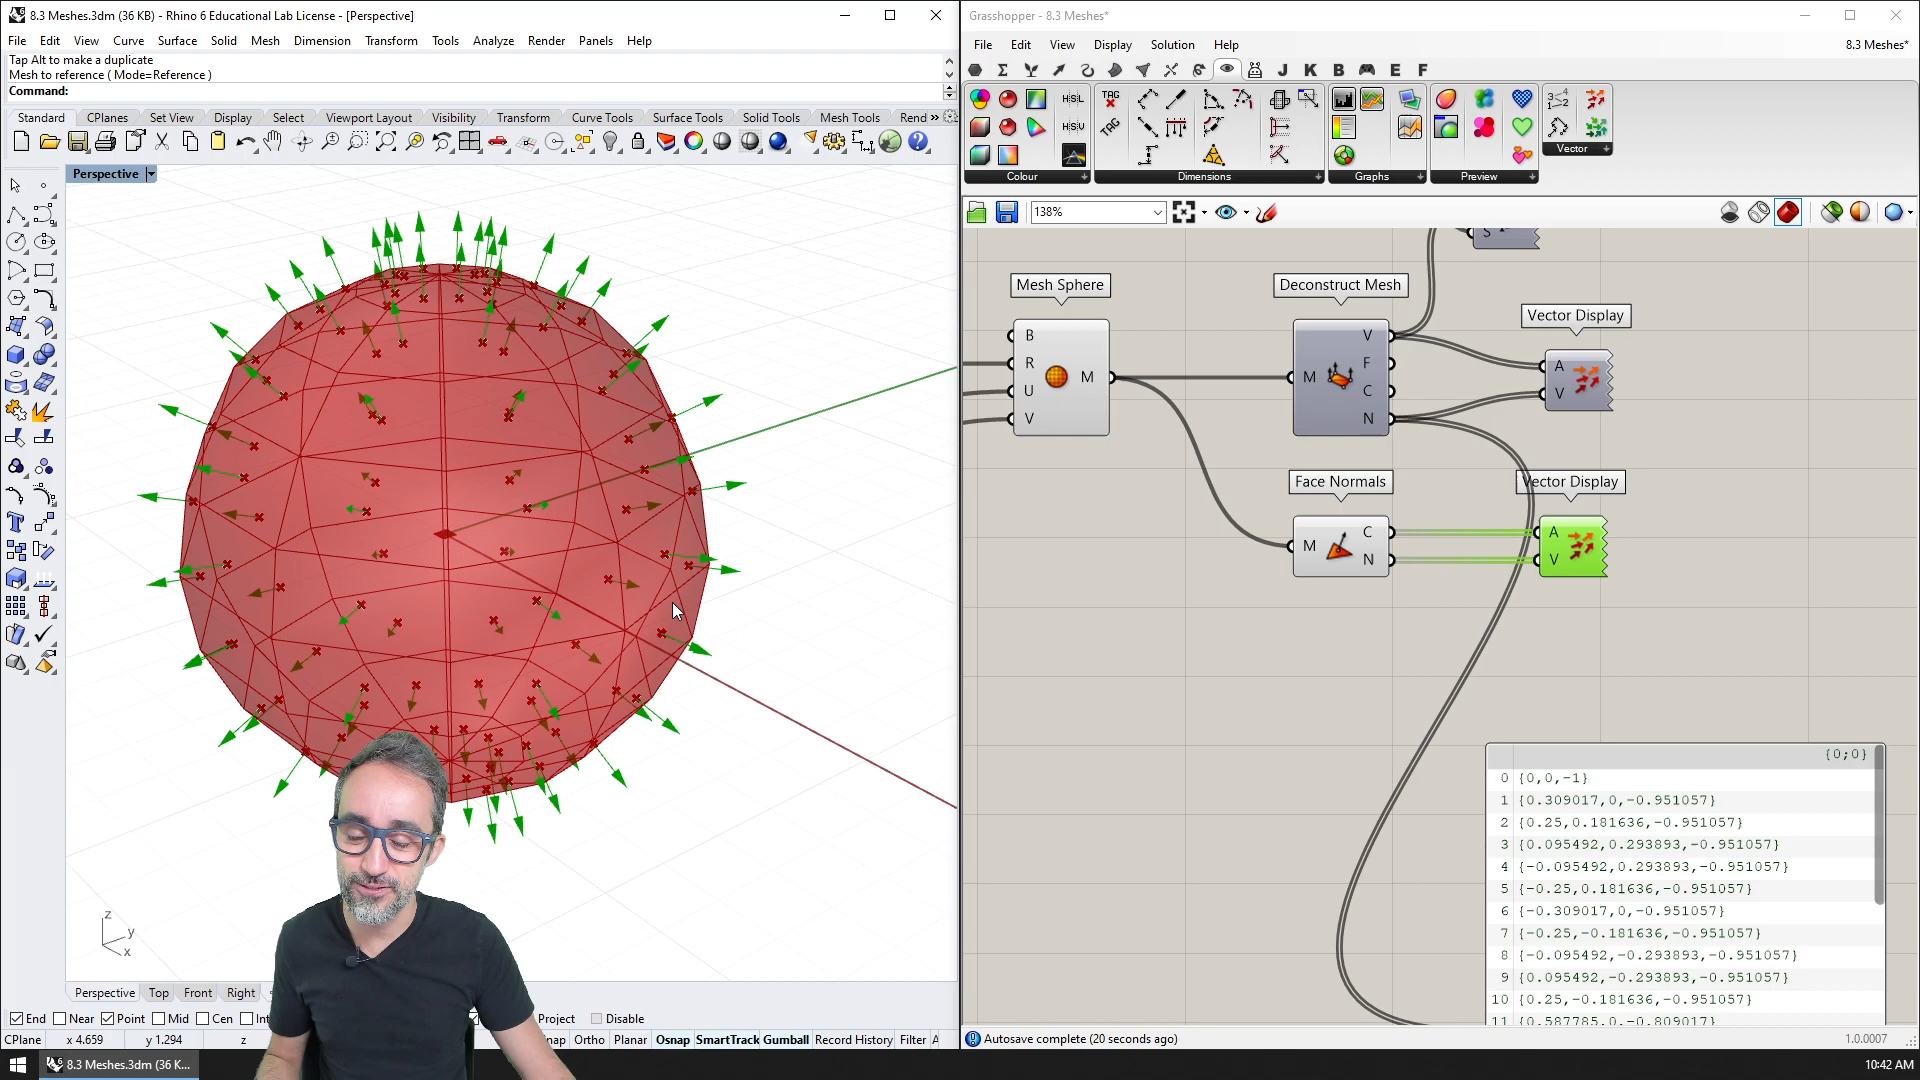 8.3 Meshes.3dm (36 KB) - Rhino 6 Educational Lab License - [Perspective]
File Edit View Curve Surface Solid Mesh Dimension Transform Tools Analyze Render Panels Help
Tap Alt to make a duplicate
Mesh to reference ( Mode=Reference )
Command:
Standard CPlanes Set View Display Select Viewport Layout Visibility Transform Curve Tools Surface Tools Solid Tools Mesh Tools Rend »
Perspective
z
y
x
Perspective Top Front Right
End Near Point Mid Cen Int Project Disable
CPlane x 4.659 y 1.294 z nap Ortho Planar Osnap SmartTrack Gumball Record History Filter A
8.3 Meshes.3dm (36 K...
Grasshopper - 8.3 Meshes*
File Edit View Display Solution Help 8.3 Meshes*
J K B E F
H:S:L
H:S:V
TAG
TAG
Colour Dimensions Graphs Preview Vector
138%
S
Mesh Sphere
B
R
U
V
M
Deconstruct Mesh
M
V
F
C
N
Vector Display
A
V
Face Normals
M
C
N
Vector Display
A
V
{0;0}
0 {0,0,-1}
1 {0.309017,0,-0.951057}
2 {0.25,0.181636,-0.951057}
3 {0.095492,0.293893,-0.951057}
4 {-0.095492,0.293893,-0.951057}
5 {-0.25,0.181636,-0.951057}
6 {-0.309017,0,-0.951057}
7 {-0.25,-0.181636,-0.951057}
8 {-0.095492,-0.293893,-0.951057}
9 {0.095492,-0.293893,-0.951057}
10 {0.25,-0.181636,-0.951057}
11 {0.587785,0,-0.809017}
Autosave complete (20 seconds ago)
1.0.0007
10:42 AM